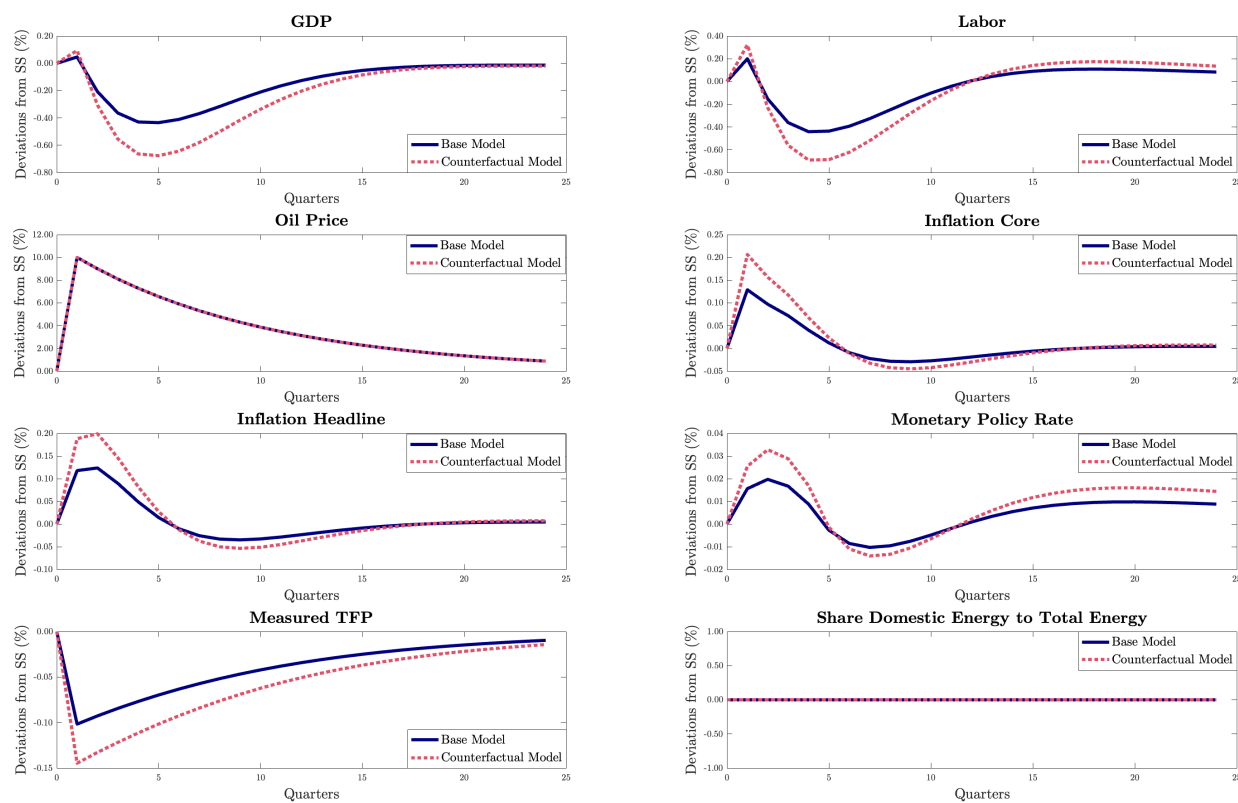 GDP
Deviations from SS (%)
0.20
0.00
-0.20
-0.40
-0.60
-0.80
0 5 10 15 20 25
Quarters
Base Model
Counterfactual Model
Labor
Deviations from SS (%)
0.40
0.20
0.00
-0.20
-0.40
-0.60
-0.80
0 5 10 15 20 25
Quarters
Base Model
Counterfactual Model
Oil Price
Deviations from SS (%)
12.00
10.00
8.00
6.00
4.00
2.00
0.00
0 5 10 15 20 25
Quarters
Base Model
Counterfactual Model
Inflation Core
Deviations from SS (%)
0.25
0.20
0.15
0.10
0.05
0.00
-0.05
0 5 10 15 20 25
Quarters
Base Model
Counterfactual Model
Inflation Headline
Deviations from SS (%)
0.20
0.15
0.10
0.05
0.00
-0.05
-0.10
0 5 10 15 20 25
Quarters
Base Model
Counterfactual Model
Monetary Policy Rate
Deviations from SS (%)
0.04
0.03
0.02
0.01
0.00
-0.01
-0.02
0 5 10 15 20 25
Quarters
Base Model
Counterfactual Model
Measured TFP
Deviations from SS (%)
0.00
-0.05
-0.10
-0.15
0 5 10 15 20 25
Quarters
Base Model
Counterfactual Model
Share Domestic Energy to Total Energy
Deviations from SS (%)
1.00
0.50
0.00
-0.50
-1.00
0 5 10 15 20 25
Quarters
Base Model
Counterfactual Model